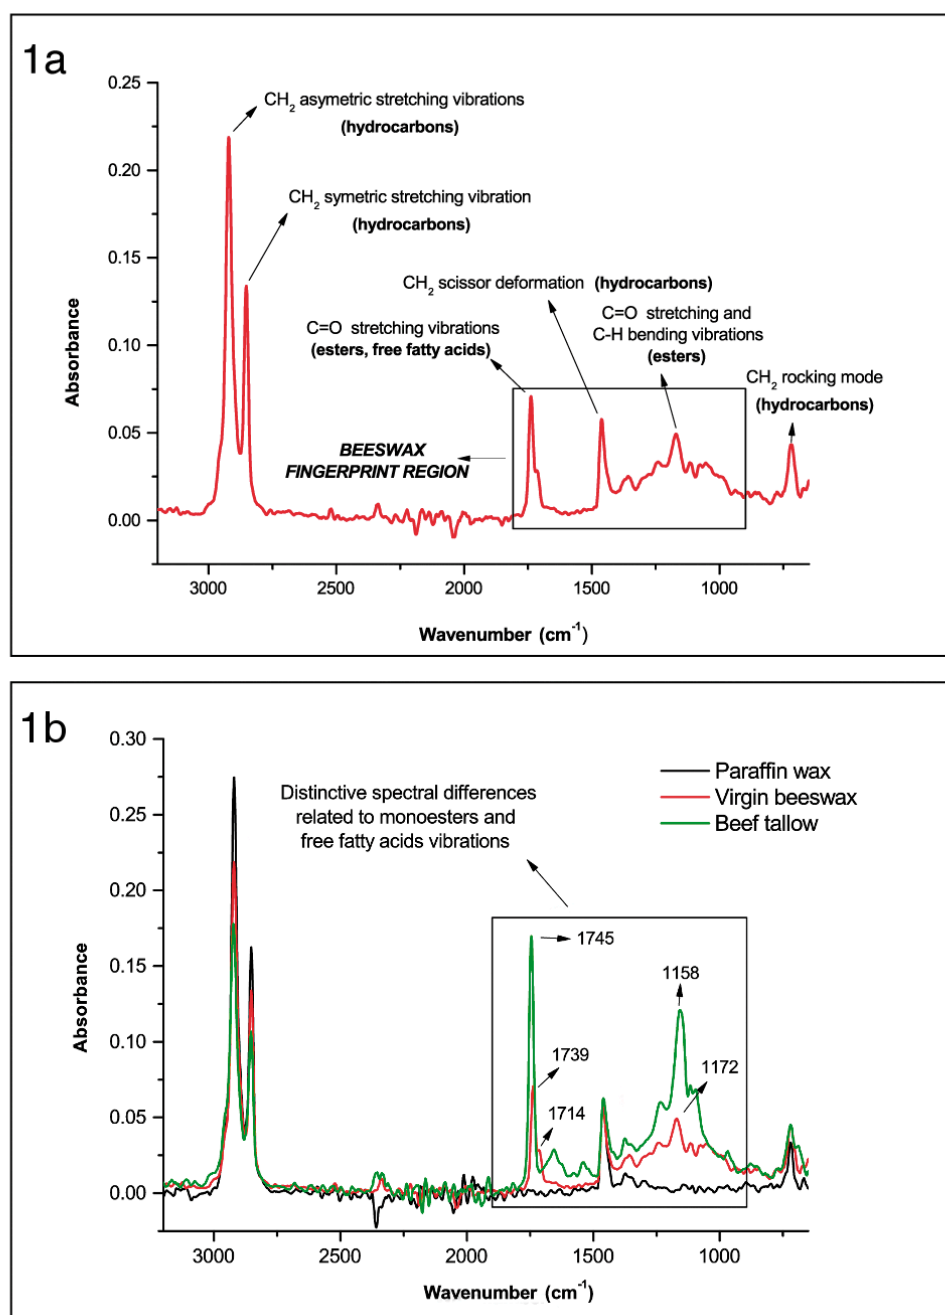 1a
0.25
0.20
0.15
0.10
0.05
0.00
Absorbance
CH₂ asymetric stretching vibrations
(hydrocarbons)
CH₂ symetric stretching vibration
(hydrocarbons)
CH₂ scissor deformation (hydrocarbons)
C=O stretching vibrations
(esters, free fatty acids)
C=O stretching and
C-H bending vibrations
(esters)
CH₂ rocking mode
(hydrocarbons)
BEESWAX
FINGERPRINT REGION
3000 2500 2000 1500 1000
Wavenumber (cm⁻¹)
1b
0.30
0.25
0.20
0.15
0.10
0.05
0.00
Absorbance
Distinctive spectral differences
related to monoesters and
free fatty acids vibrations
Paraffin wax
Virgin beeswax
Beef tallow
1745
1158
1739
1172
1714
3000 2500 2000 1500 1000
Wavenumber (cm⁻¹)